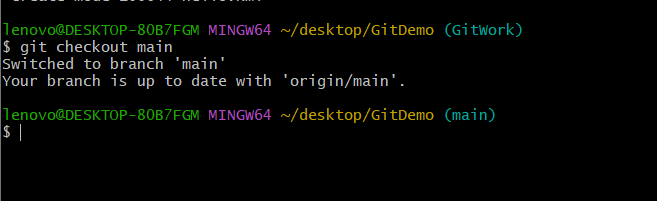 lenovo@DESKTOP-80B7FGM MINGW64 ~/desktop/GitDemo (GitWork)
$ git checkout main
Switched to branch 'main'
Your branch is up to date with 'origin/main'.
lenovo@DESKTOP-80B7FGM MINGW64 ~/desktop/GitDemo (main)
$